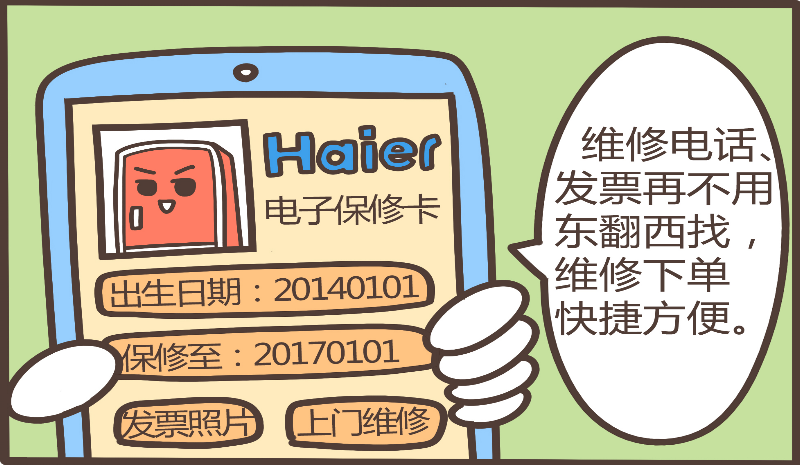 Haier
电子保修卡
出生日期：20140101
保修至：20170101
发票照片
上门维修
维修电话、
发票再不用
东翻西找，
维修下单
快捷方便。